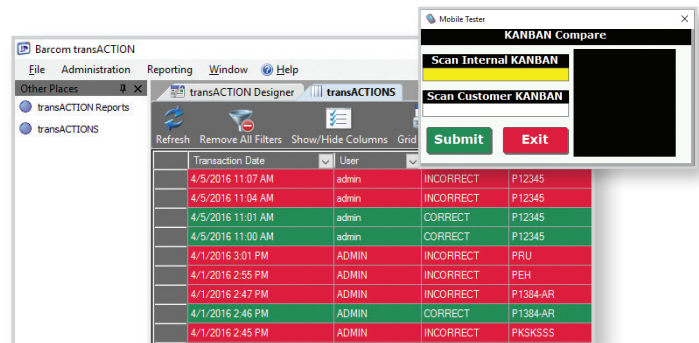 Mobile Tester
KANBAN Compare
Scan Internal KANBAN
Scan Customer KANBAN
Submit Exit
Barcom transACTION
File Administration Reporting Window Help
Other Places
transACTION Reports
transACTIONS
transACTION Designer transACTIONS
Refresh Remove All Filters Show/Hide Columns Grid
Transaction Date User
4/5/2016 11:07 AM admin INCORRECT P12345
4/5/2016 11:04 AM admin INCORRECT P12345
4/5/2016 11:01 AM admin CORRECT P12345
4/5/2016 11:00 AM admin CORRECT P12345
4/1/2016 3:01 PM ADMIN INCORRECT PRU
4/1/2016 2:55 PM ADMIN INCORRECT PEH
4/1/2016 2:47 PM ADMIN INCORRECT P1384-AR
4/1/2016 2:46 PM ADMIN CORRECT P1384-AR
4/1/2016 2:45 PM ADMIN INCORRECT PKSKSSS